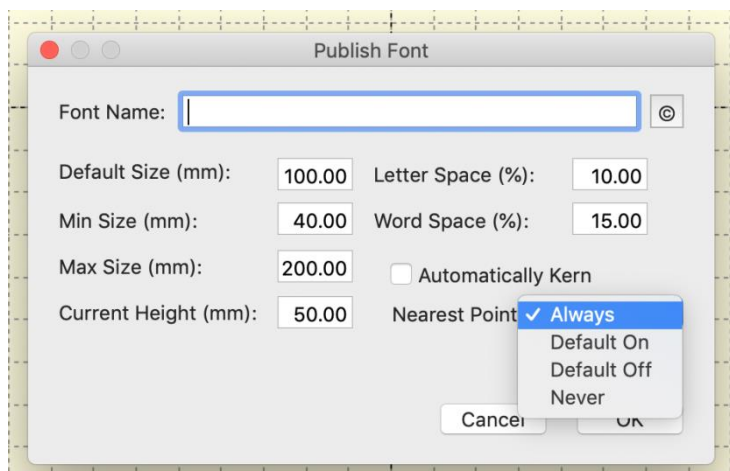 Publish Font
Font Name: ©
Default Size (mm): 100.00 Letter Space (%): 10.00
Min Size (mm): 40.00 Word Space (%): 15.00
Max Size (mm): 200.00 Automatically Kern
Current Height (mm): 50.00 Nearest Point ✓ Always
Default On
Default Off
Never
Cancel OK